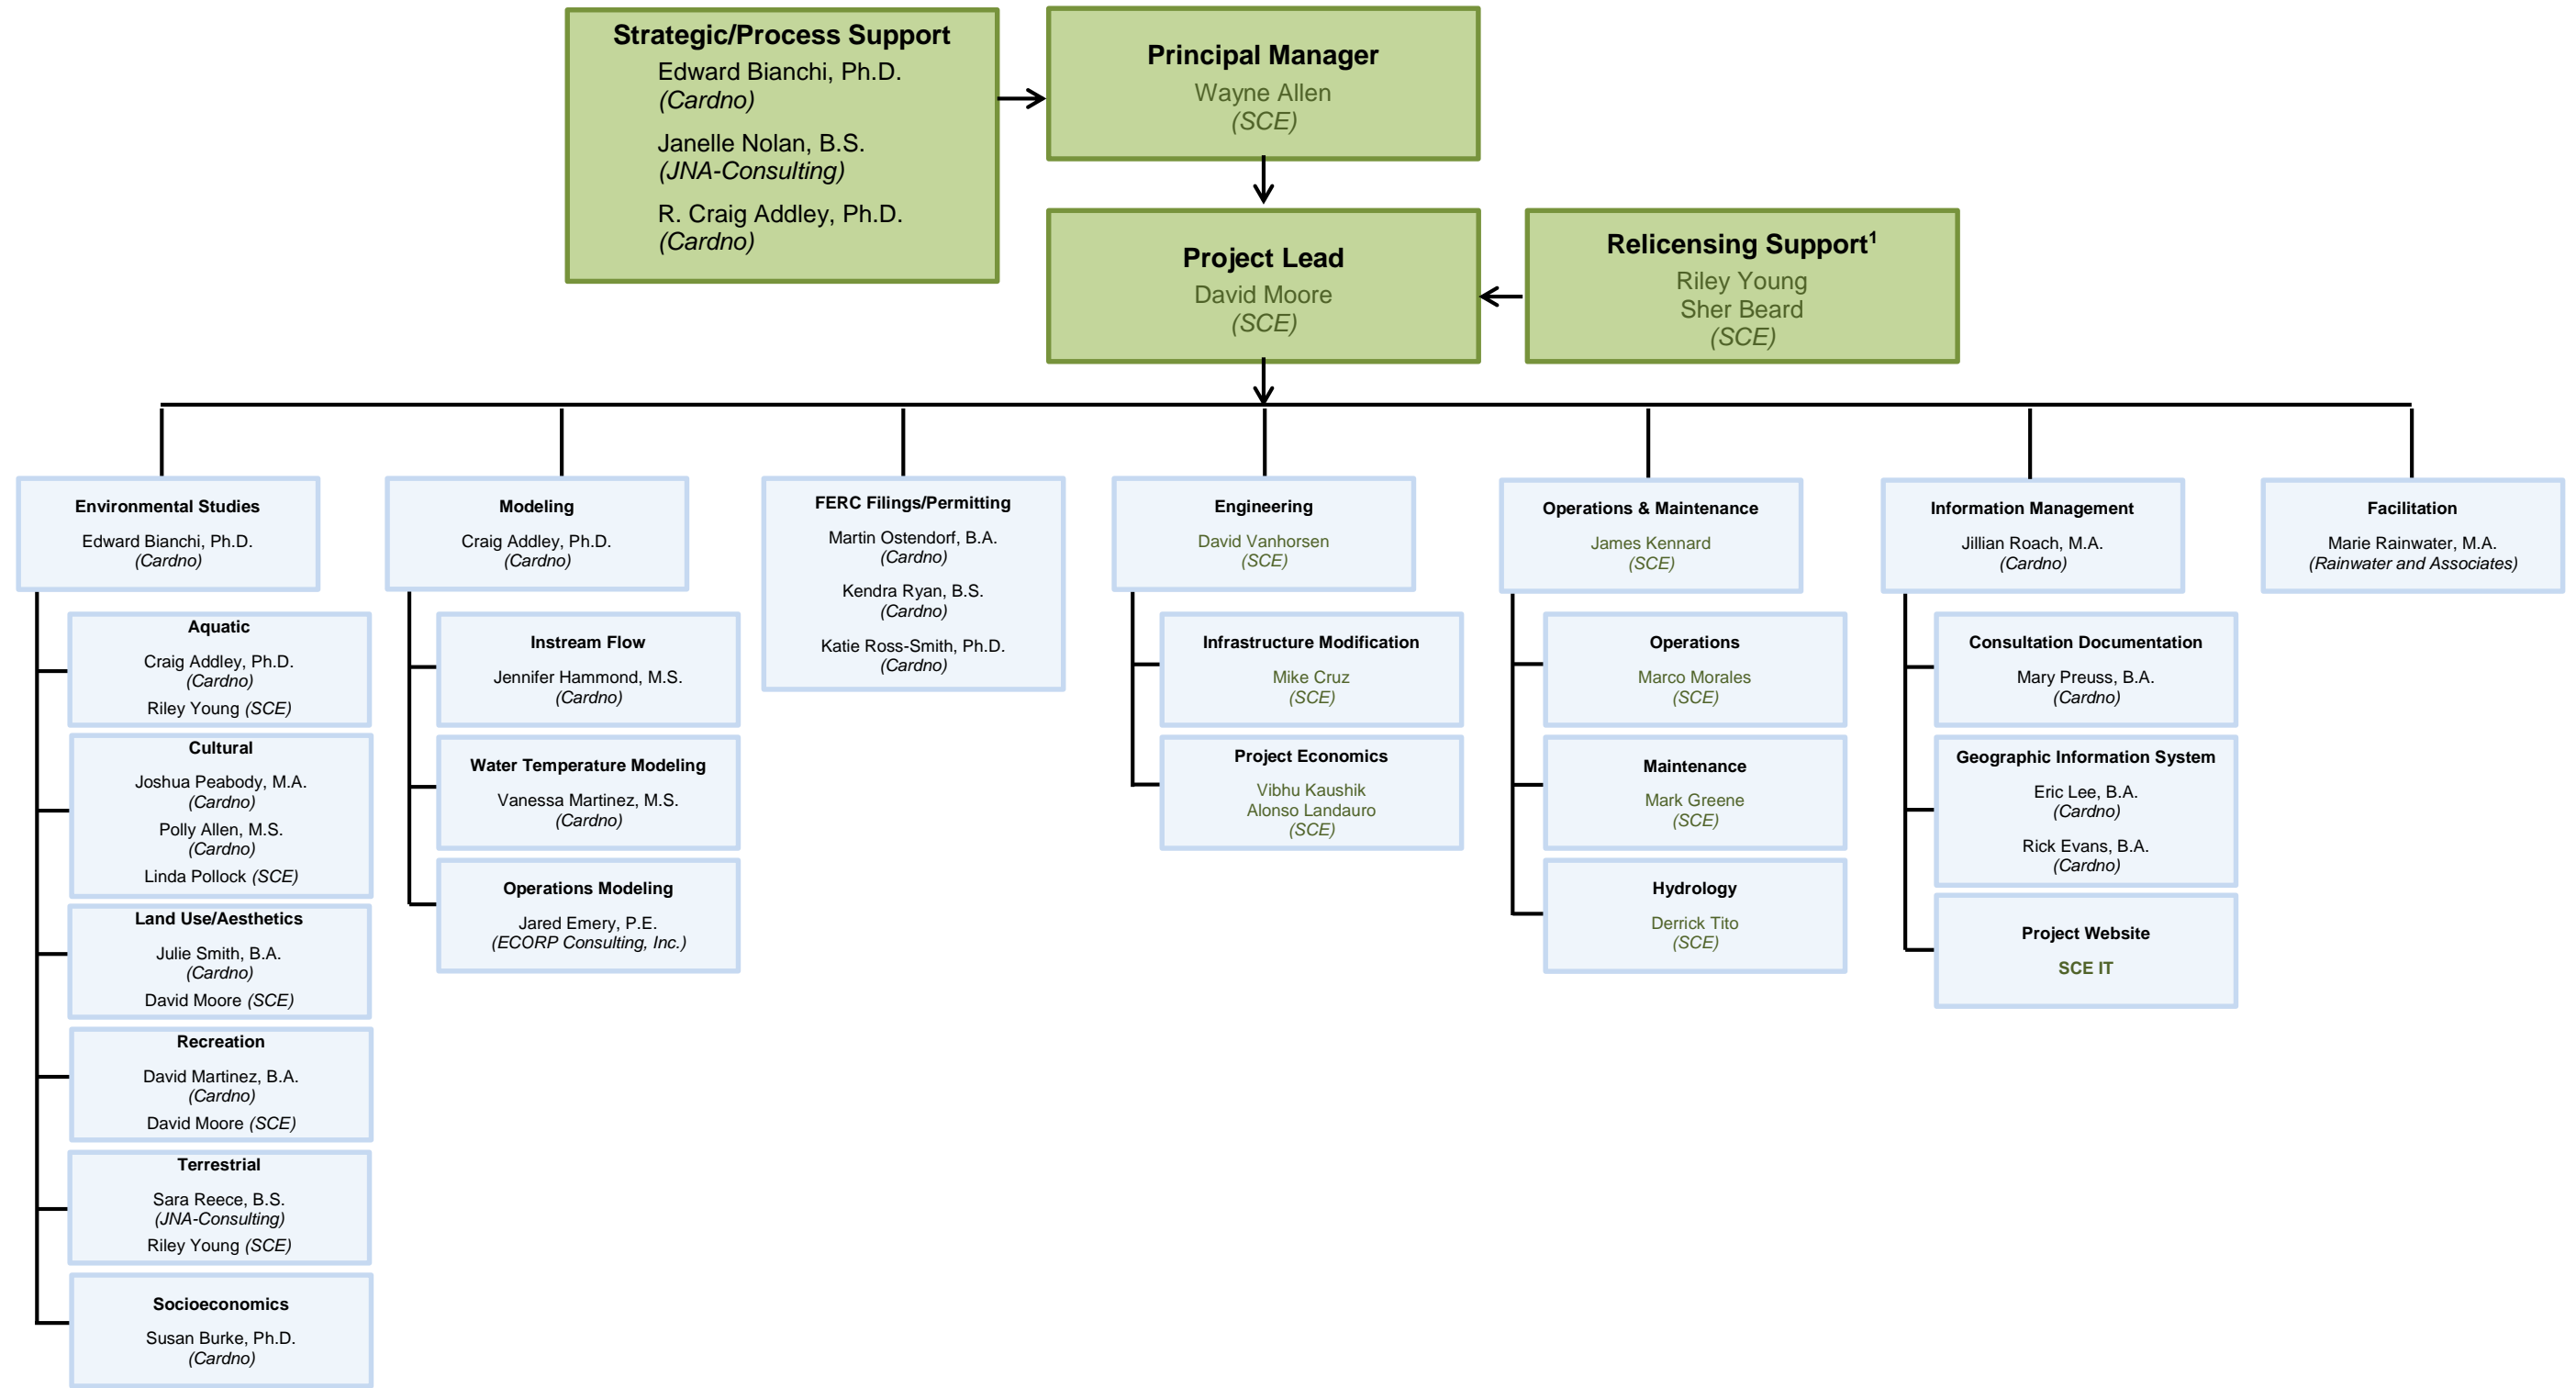 Strategic/Process Support
Edward Bianchi, Ph.D.
(Cardno)
Janelle Nolan, B.S.
(JNA-Consulting)
R. Craig Addley, Ph.D.
(Cardno)
Principal Manager
Wayne Allen
(SCE)
Project Lead
David Moore
(SCE)
Relicensing Support¹
Riley Young
Sher Beard
(SCE)
Environmental Studies
Edward Bianchi, Ph.D.
(Cardno)
Aquatic
Craig Addley, Ph.D.
(Cardno)
Riley Young (SCE)
Cultural
Joshua Peabody, M.A.
(Cardno)
Polly Allen, M.S.
(Cardno)
Linda Pollock (SCE)
Land Use/Aesthetics
Julie Smith, B.A.
(Cardno)
David Moore (SCE)
Recreation
David Martinez, B.A.
(Cardno)
David Moore (SCE)
Terrestrial
Sara Reece, B.S.
(JNA-Consulting)
Riley Young (SCE)
Socioeconomics
Susan Burke, Ph.D.
(Cardno)
Modeling
Craig Addley, Ph.D.
(Cardno)
Instream Flow
Jennifer Hammond, M.S.
(Cardno)
Water Temperature Modeling
Vanessa Martinez, M.S.
(Cardno)
Operations Modeling
Jared Emery, P.E.
(ECORP Consulting, Inc.)
FERC Filings/Permitting
Martin Ostendorf, B.A.
(Cardno)
Kendra Ryan, B.S.
(Cardno)
Katie Ross-Smith, Ph.D.
(Cardno)
Engineering
David Vanhorsen
(SCE)
Infrastructure Modification
Mike Cruz
(SCE)
Project Economics
Vibhu Kaushik
Alonso Landauro
(SCE)
Operations & Maintenance
James Kennard
(SCE)
Operations
Marco Morales
(SCE)
Maintenance
Mark Greene
(SCE)
Hydrology
Derrick Tito
(SCE)
Information Management
Jillian Roach, M.A.
(Cardno)
Consultation Documentation
Mary Preuss, B.A.
(Cardno)
Geographic Information System
Eric Lee, B.A.
(Cardno)
Rick Evans, B.A.
(Cardno)
Project Website
SCE IT
Facilitation
Marie Rainwater, M.A.
(Rainwater and Associates)